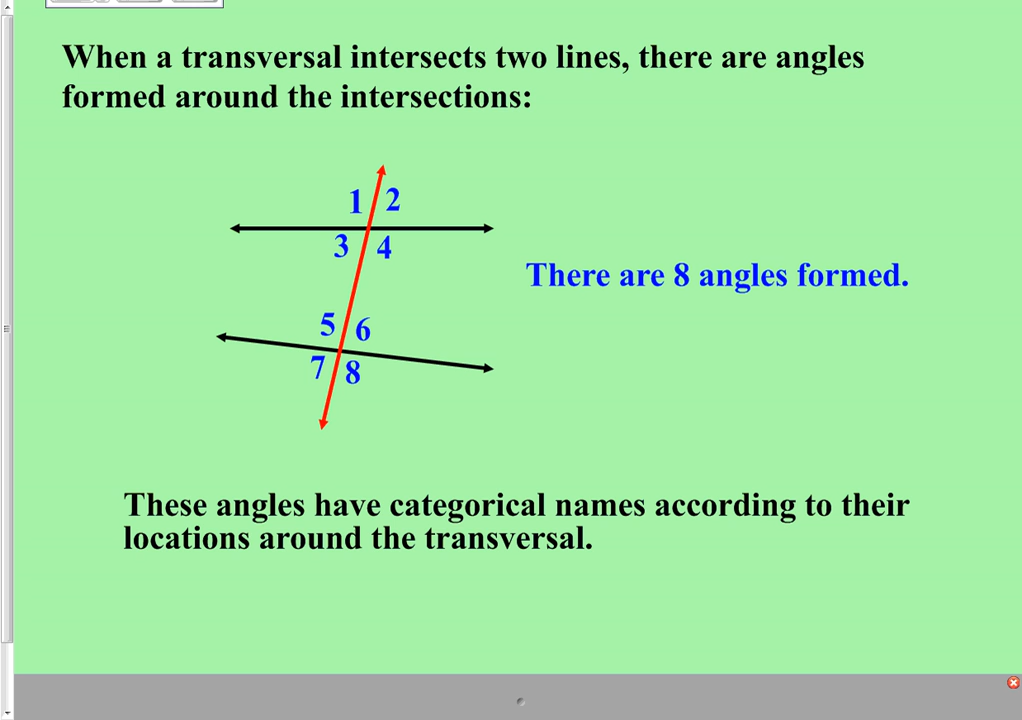 When a transversal intersects two lines, there are angles
formed around the intersections:
1 2
3 4
There are 8 angles formed.
5 6
7 8
These angles have categorical names according to their
locations around the transversal.